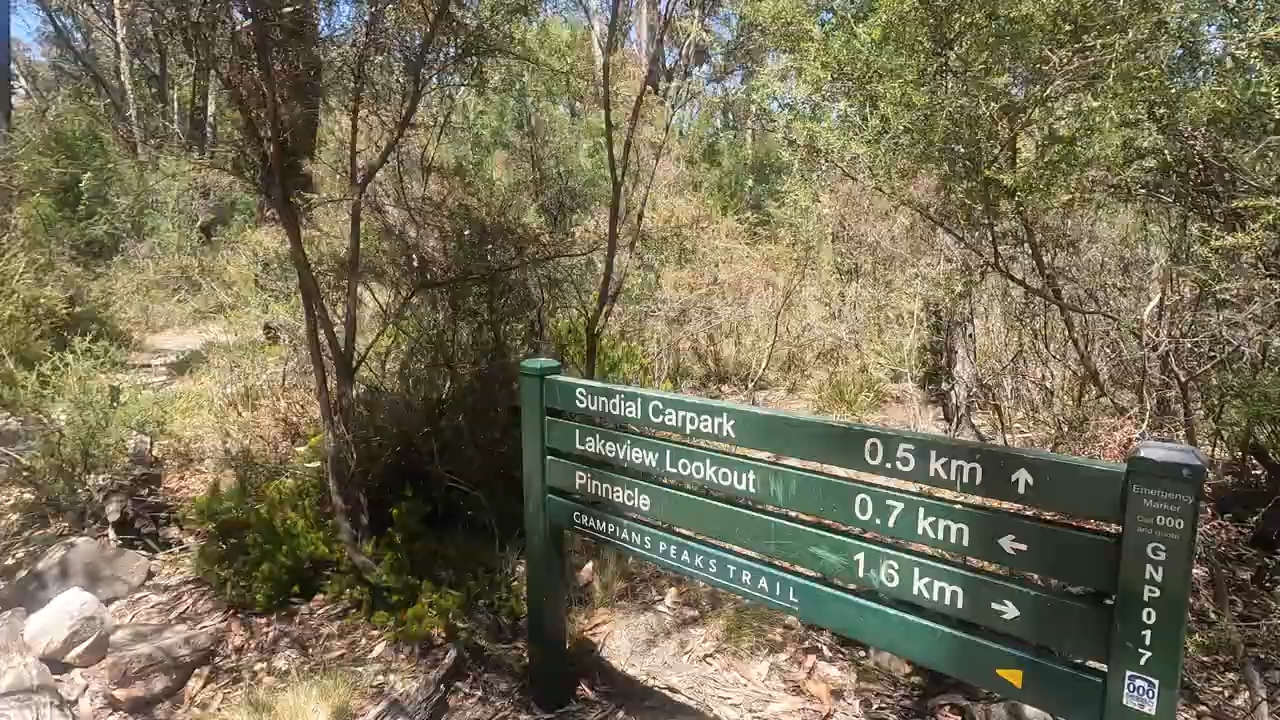 Sundial Carpark 0.5 km ↑
Lakeview Lookout 0.7 km ←
Pinnacle 1.6 km →
GRAMPIANS PEAKS TRAIL
Emergency
Marker
Call 000
and quote
GNP017
000